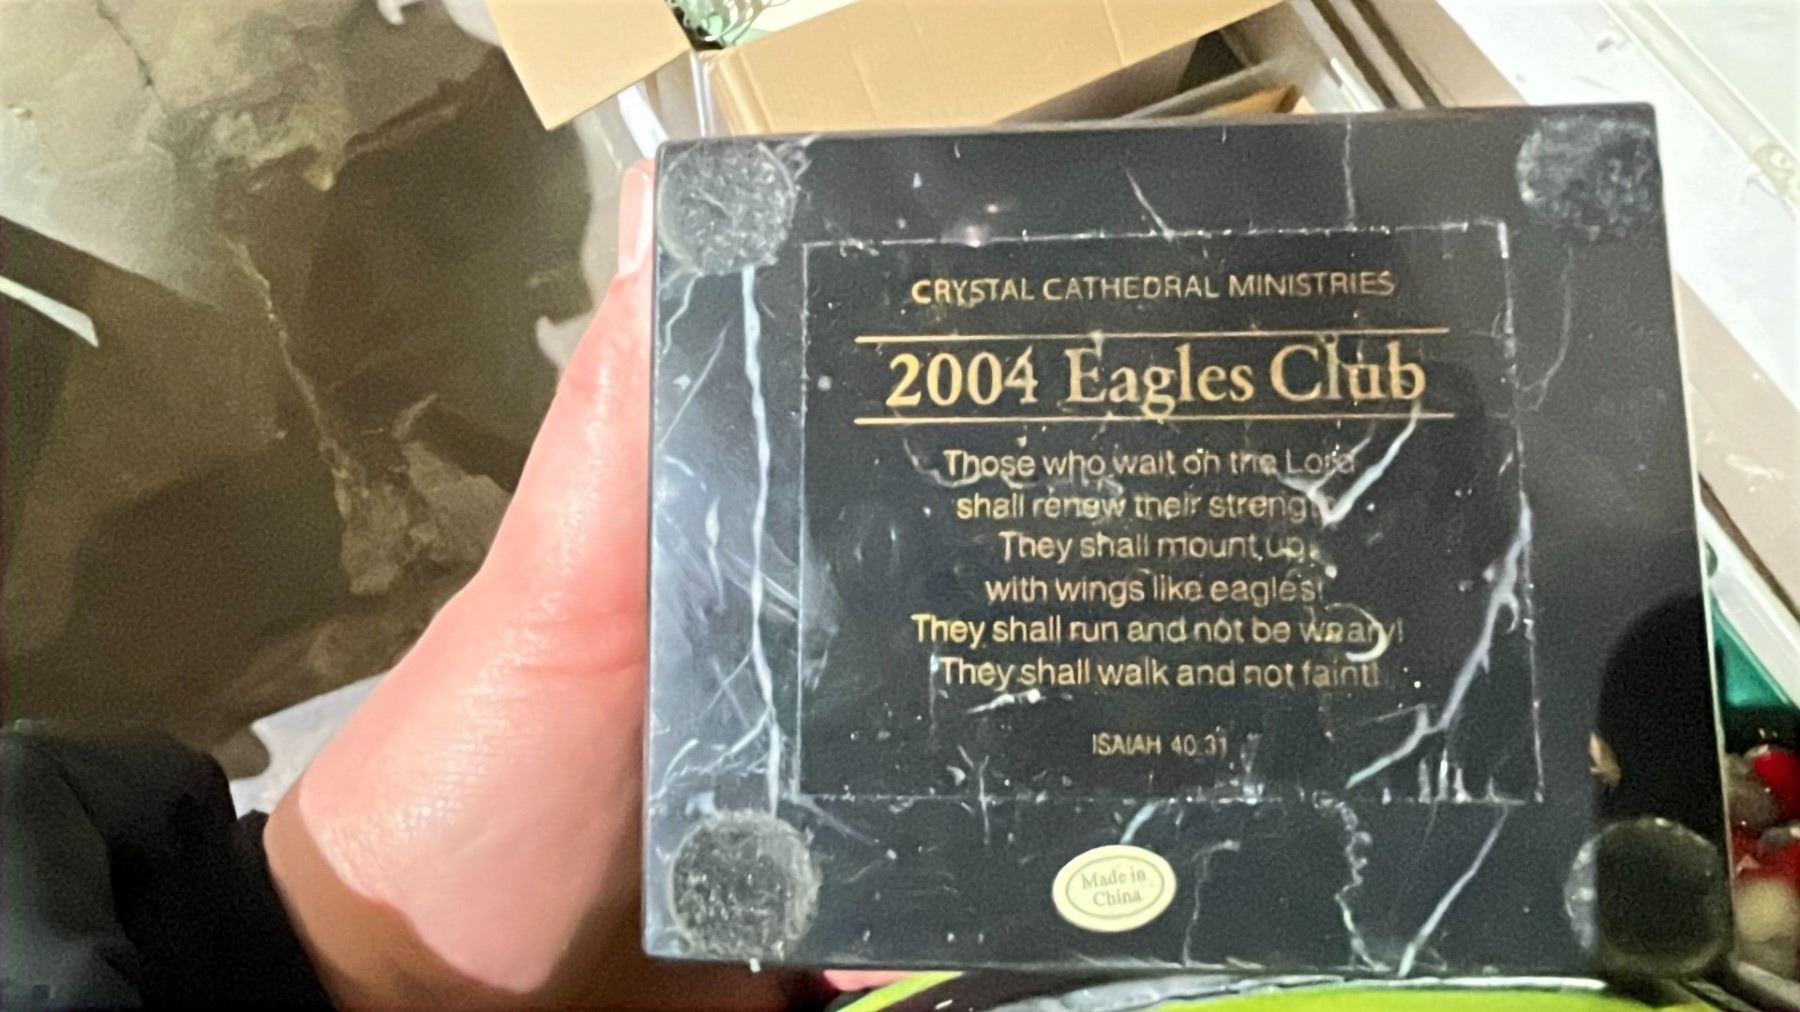 CRYSTAL CATHEDRAL MINISTRIES
2004 Eagles Club
Those who wait on the Lord
shall renew their strength
They shall mount up
with wings like eagles!
They shall run and not be weary!
They shall walk and not faint!
ISAIAH 40:31
Made in
China